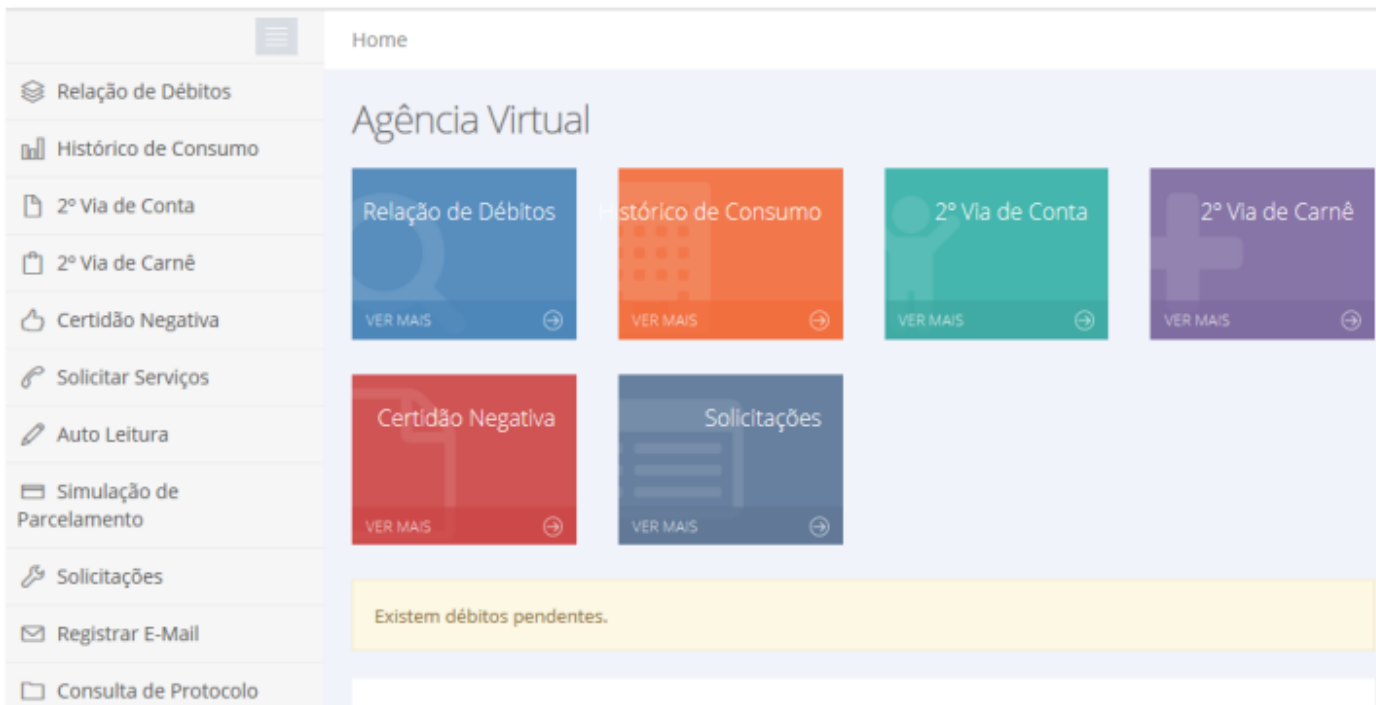 Home
Relação de Débitos
Histórico de Consumo
2º Via de Conta
2º Via de Carnê
Certidão Negativa
Solicitar Serviços
Auto Leitura
Simulação de
Parcelamento
Solicitações
Registrar E-Mail
Consulta de Protocolo
Agência Virtual
Relação de Débitos
VER MAIS
Histórico de Consumo
VER MAIS
2º Via de Conta
VER MAIS
2º Via de Carnê
VER MAIS
Certidão Negativa
VER MAIS
Solicitações
VER MAIS
Existem débitos pendentes.